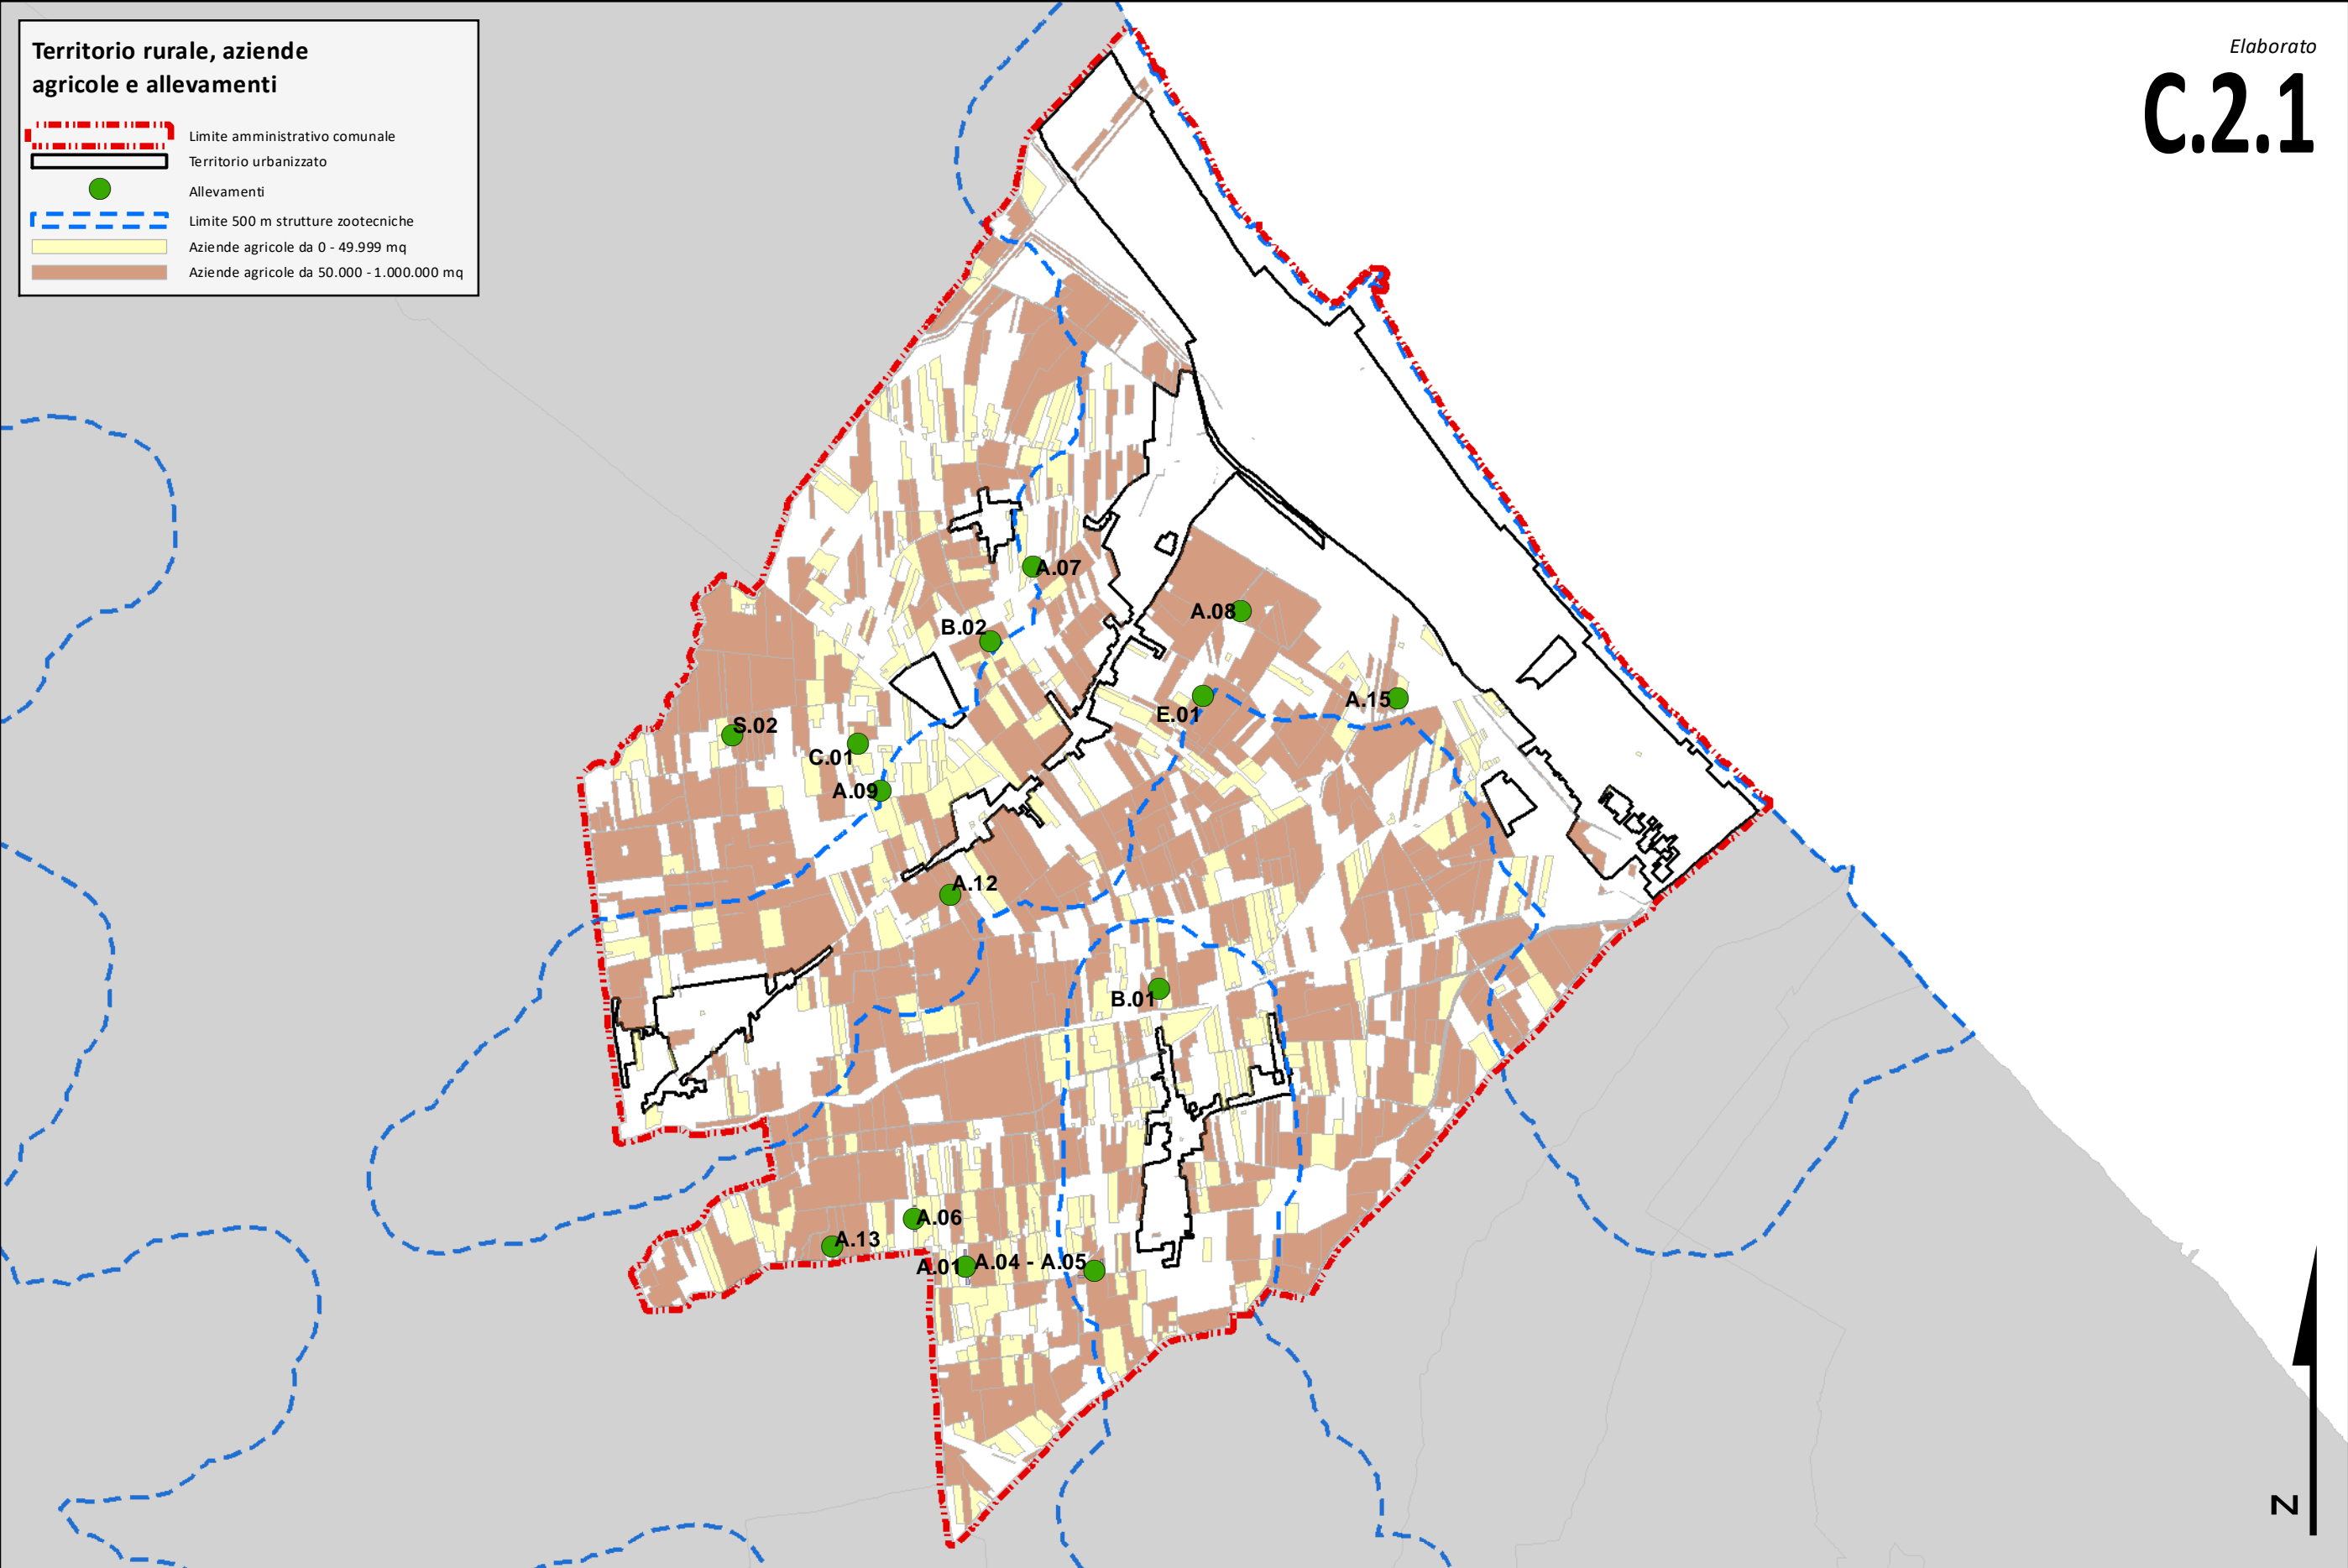 Territorio rurale, aziende
agricole e allevamenti
Limite amministrativo comunale
Territorio urbanizzato
Allevamenti
Limite 500 m strutture zootecniche
Aziende agricole da 0 - 49.999 mq
Aziende agricole da 50.000 - 1.000.000 mq
Elaborato
C.2.1
A.07
A.08
B.02
A.15
E.01
S.02
C.01
A.09
A.12
B.01
A.06
A.13
A.01
A.04 - A.05
N